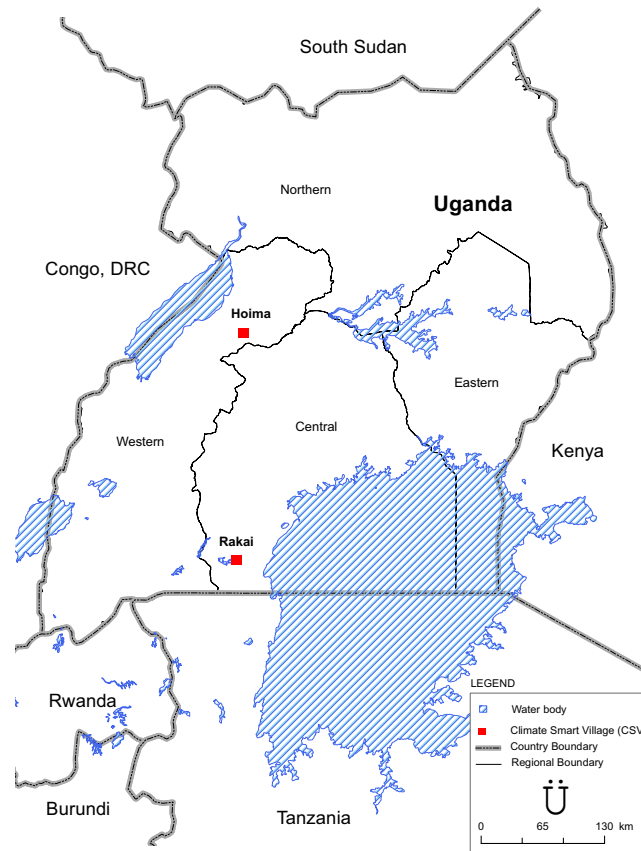 South Sudan
Northern
Uganda
Congo, DRC
Hoima
Eastern
Western
Central
Kenya
Rakai
LEGEND
Water body
Climate Smart Village (CSV
Country Boundary
Regional Boundary
Rwanda
Ü
Burundi
Tanzania
0 65 130 km